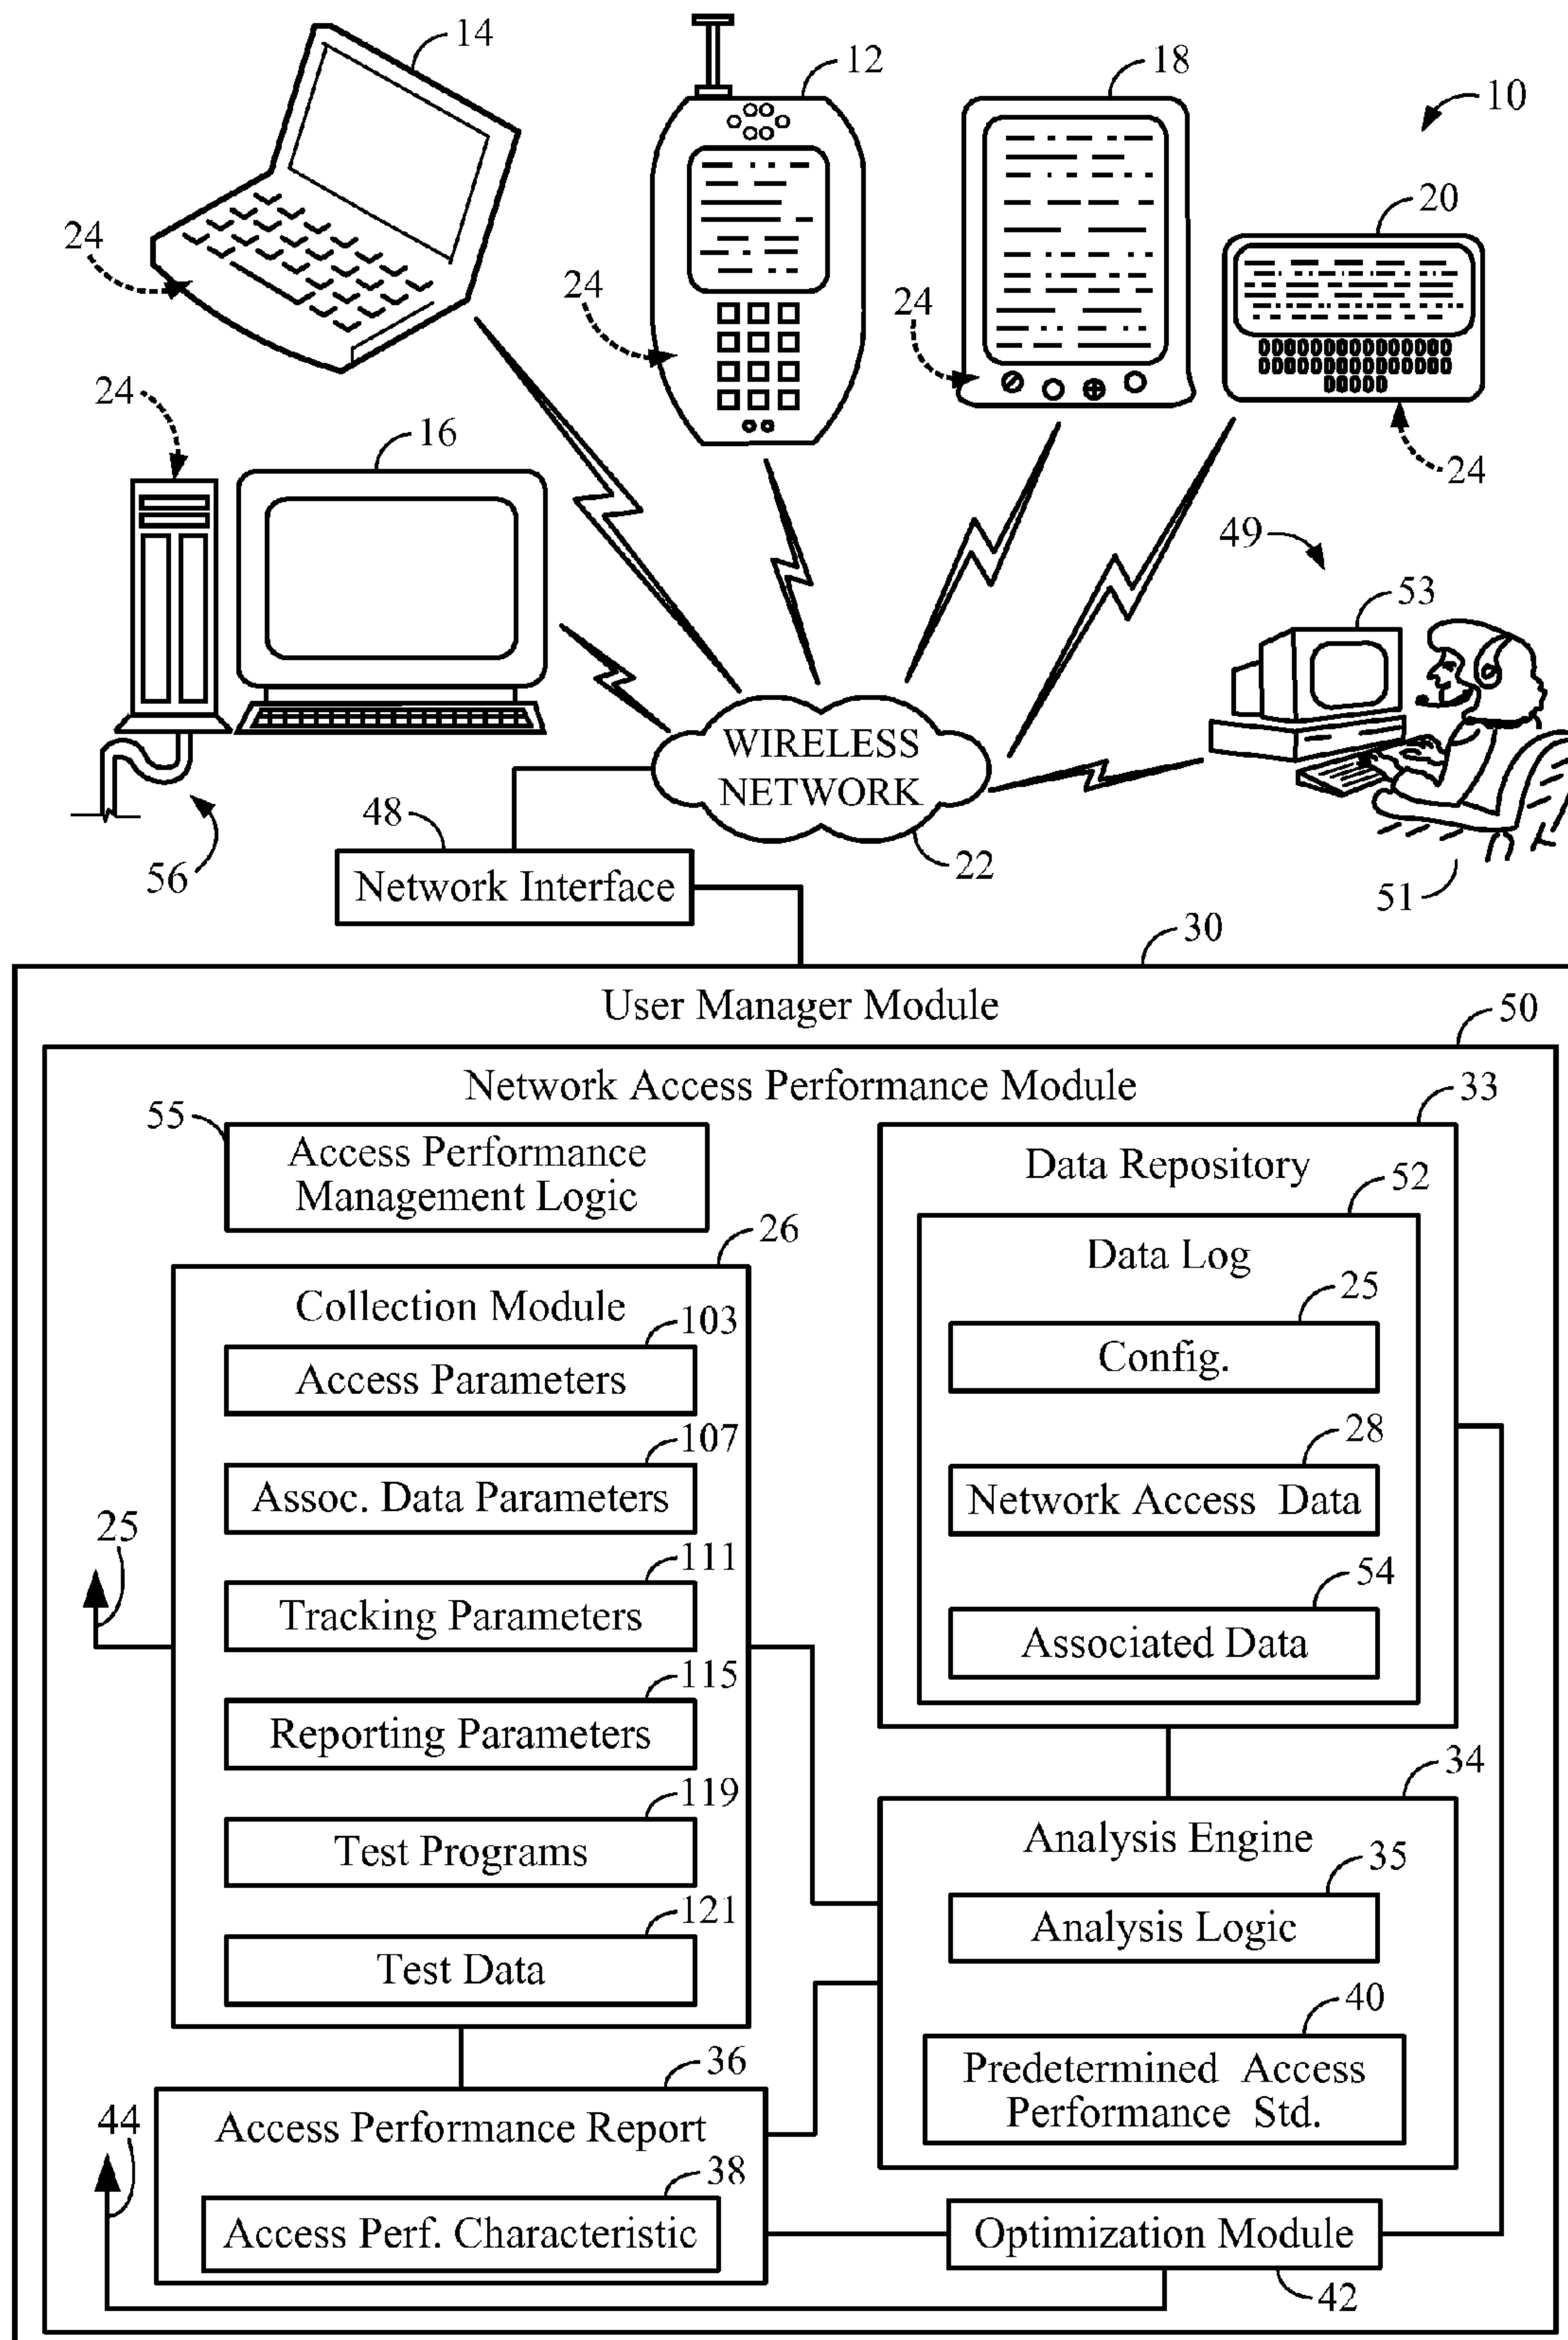 14
12
18
10
20
24
24
24
24
16
24
49
53
WIRELESS
NETWORK
48
56
22
51
Network Interface
30
User Manager Module
50
Network Access Performance Module
55
33
Access Performance
Management Logic
Data Repository
52
26
Data Log
Collection Module
25
103
Config.
Access Parameters
107
28
Assoc. Data Parameters
Network Access Data
25
111
54
Tracking Parameters
Associated Data
115
Reporting Parameters
34
119
Analysis Engine
Test Programs
35
121
Analysis Logic
Test Data
40
36
Predetermined Access
Performance Std.
44
Access Performance Report
38
Access Perf. Characteristic
Optimization Module
42